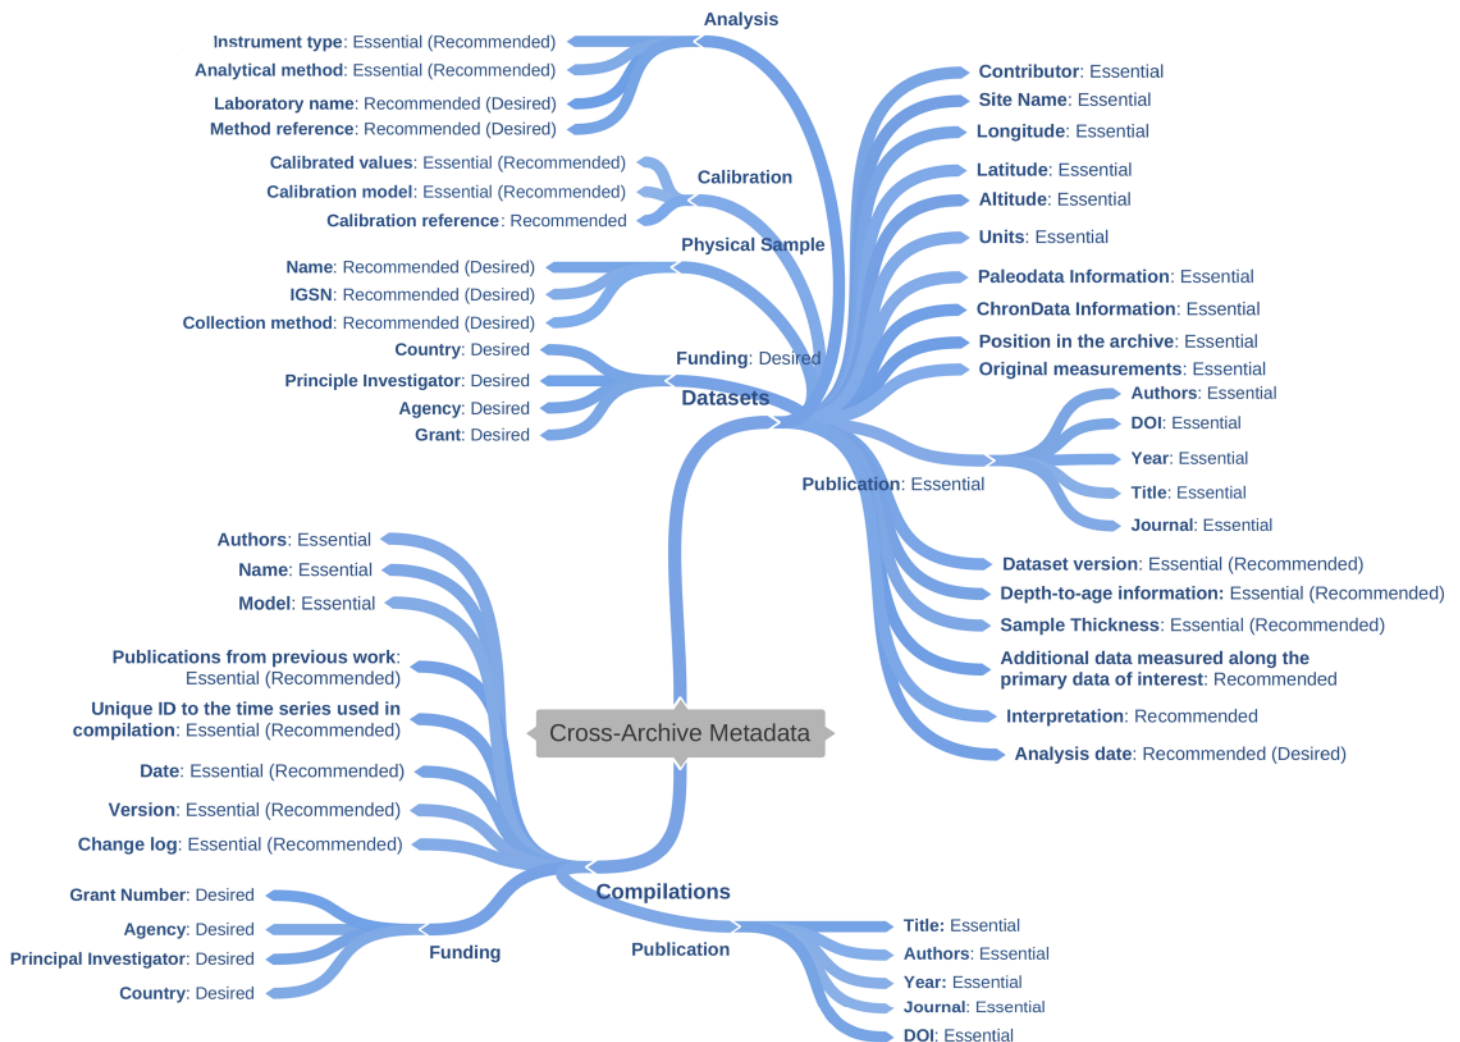 Analysis
Instrument type: Essential (Recommended)
Analytical method: Essential (Recommended)
Laboratory name: Recommended (Desired)
Method reference: Recommended (Desired)
Calibration
Calibrated values: Essential (Recommended)
Calibration model: Essential (Recommended)
Calibration reference: Recommended
Physical Sample
Name: Recommended (Desired)
IGSN: Recommended (Desired)
Collection method: Recommended (Desired)
Funding: Desired
Country: Desired
Principle Investigator: Desired
Agency: Desired
Grant: Desired
Datasets
Contributor: Essential
Site Name: Essential
Longitude: Essential
Latitude: Essential
Altitude: Essential
Units: Essential
Paleodata Information: Essential
ChronData Information: Essential
Position in the archive: Essential
Original measurements: Essential
Publication: Essential
Authors: Essential
DOI: Essential
Year: Essential
Title: Essential
Journal: Essential
Dataset version: Essential (Recommended)
Depth-to-age information: Essential (Recommended)
Sample Thickness: Essential (Recommended)
Additional data measured along the
primary data of interest: Recommended
Interpretation: Recommended
Analysis date: Recommended (Desired)
Cross-Archive Metadata
Authors: Essential
Name: Essential
Model: Essential
Publications from previous work:
Essential (Recommended)
Unique ID to the time series used in
compilation: Essential (Recommended)
Date: Essential (Recommended)
Version: Essential (Recommended)
Change log: Essential (Recommended)
Compilations
Funding
Grant Number: Desired
Agency: Desired
Principal Investigator: Desired
Country: Desired
Publication
Title: Essential
Authors: Essential
Year: Essential
Journal: Essential
DOI: Essential